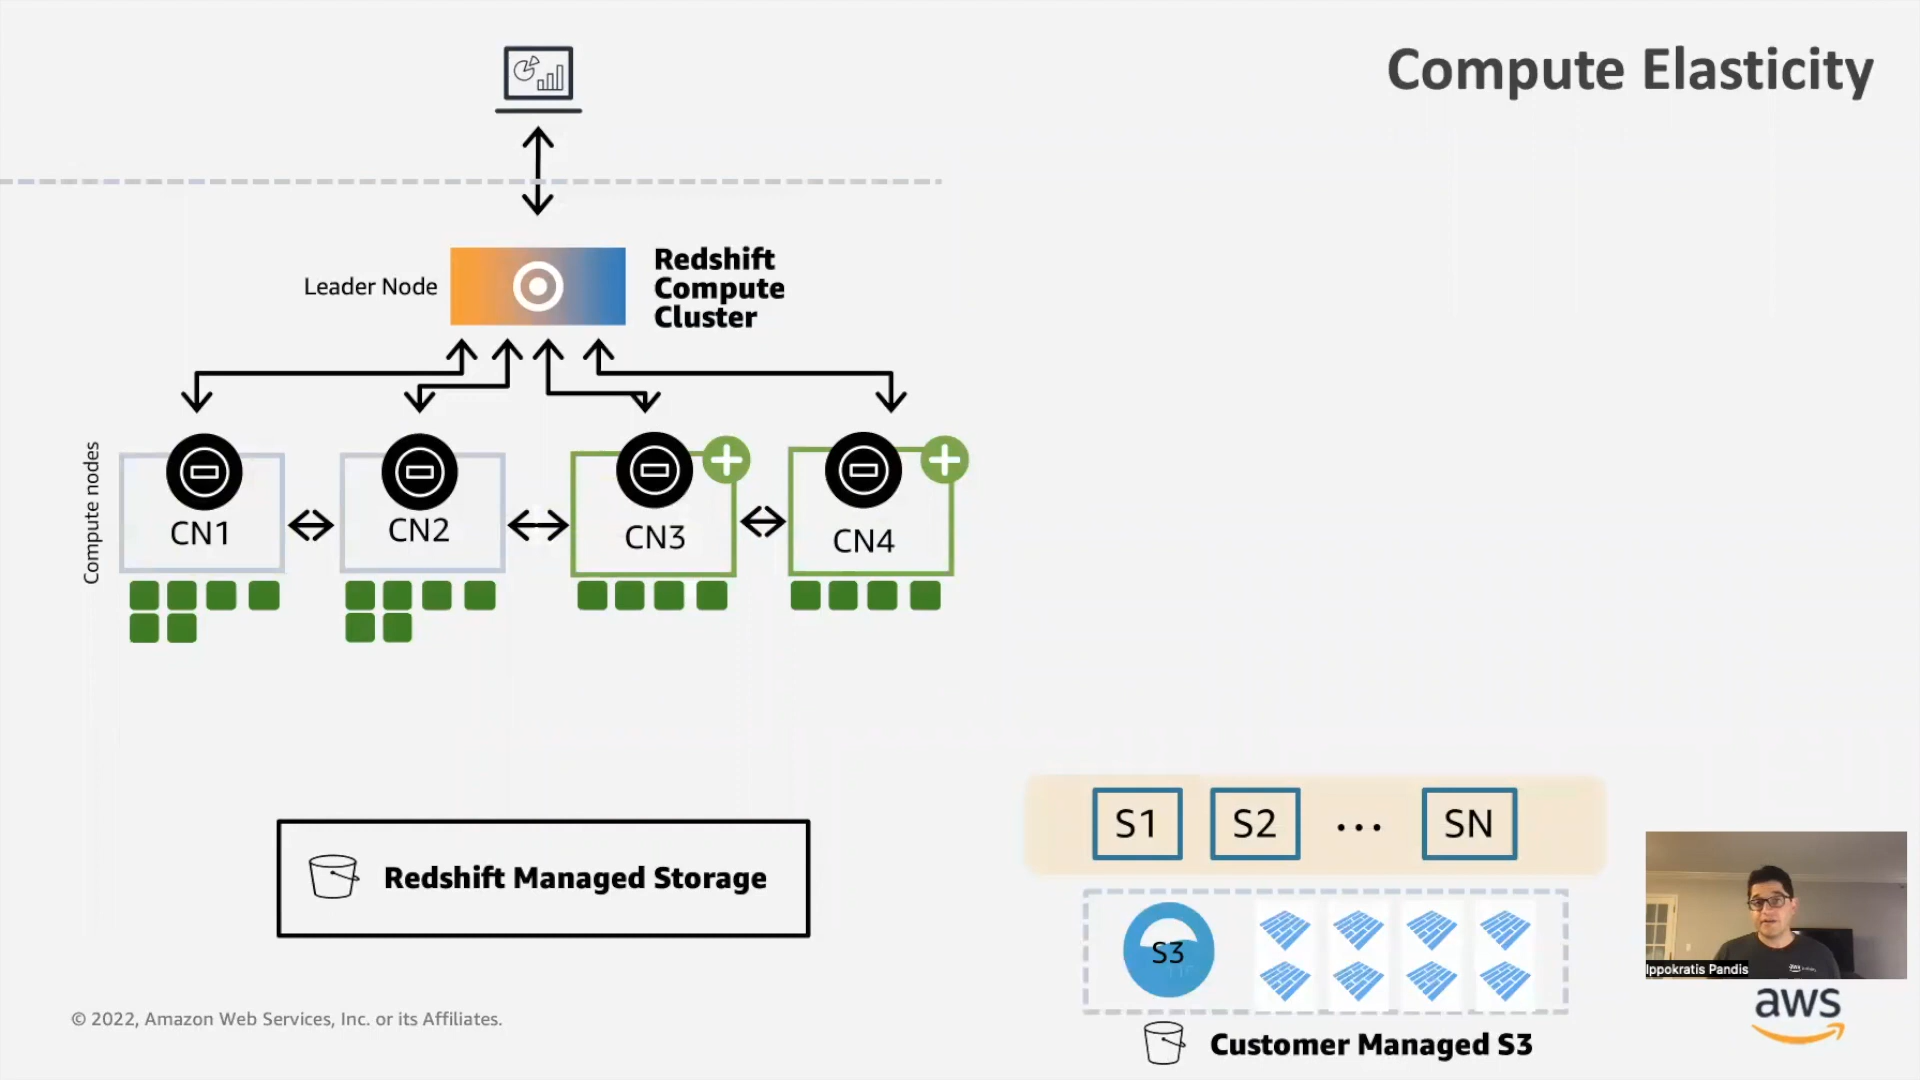 Compute Elasticity
Leader Node
Redshift
Compute
Cluster
Compute nodes
CN1
CN2
CN3
CN4
Redshift Managed Storage
S1
S2
...
SN
S3
Customer Managed S3
Ippokratis Pandis
aws
aws
© 2022, Amazon Web Services, Inc. or its Affiliates.